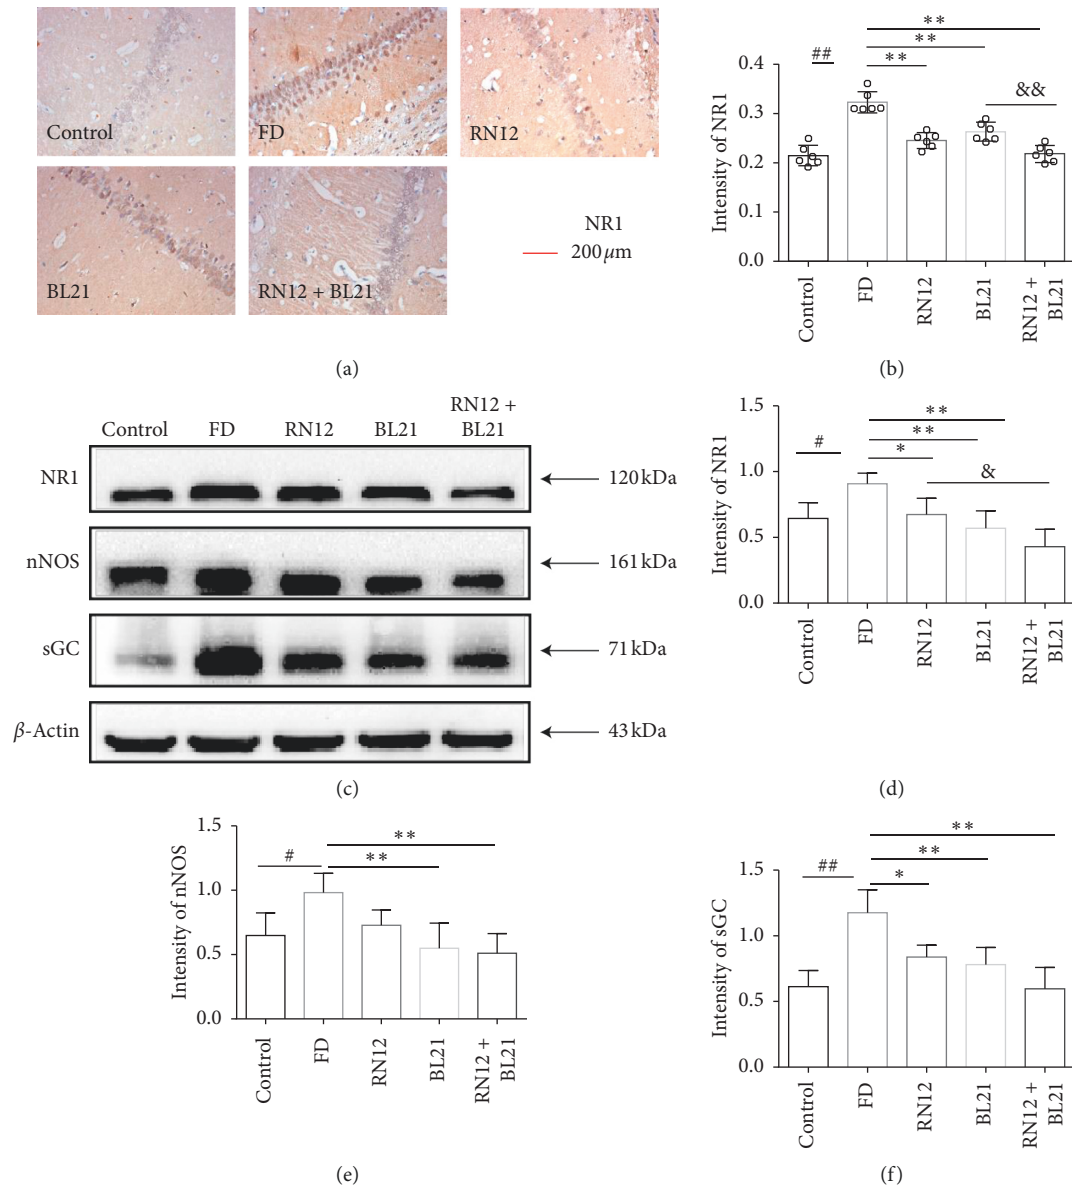 Control
FD
RN12
BL21
RN12 + BL21
NR1
200 μm
(a)
**
**
**
##
&&
0.4
0.3
0.2
0.1
0.0
Intensity of NR1
Control
FD
RN12
BL21
RN12 +
BL21
(b)
Control
FD
RN12
BL21
RN12 +
BL21
NR1
120 kDa
nNOS
161 kDa
sGC
71 kDa
β-Actin
43 kDa
(c)
**
**
*
#
&
1.5
1.0
0.5
0.0
Intensity of NR1
Control
FD
RN12
BL21
RN12 +
BL21
(d)
**
**
#
1.5
1.0
0.5
0.0
Intensity of nNOS
Control
FD
RN12
BL21
RN12 +
BL21
(e)
**
**
*
##
1.5
1.0
0.5
0.0
Intensity of sGC
Control
FD
RN12
BL21
RN12 +
BL21
(f)